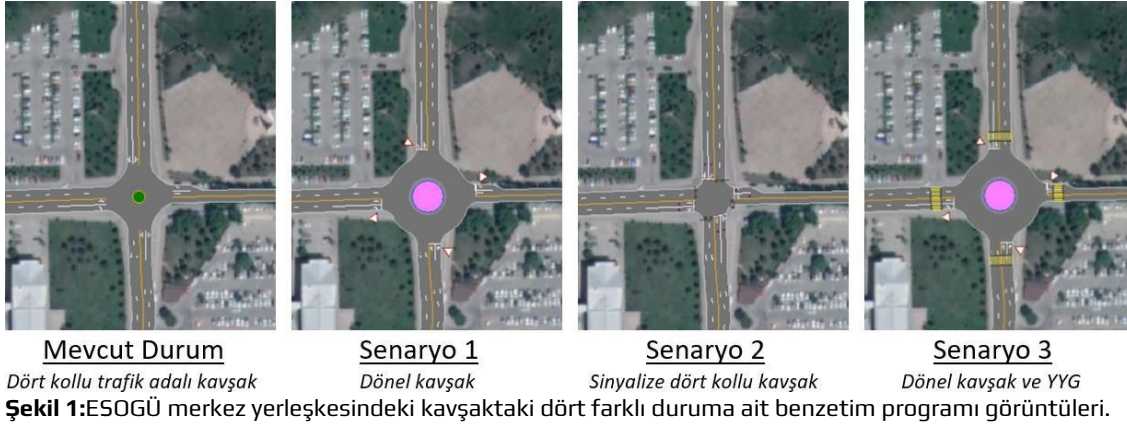 Mevcut Durum
Dört kollu trafik adalı kavşak
Senaryo 1
Dönel kavşak
Senaryo 2
Sinyalize dört kollu kavşak
Senaryo 3
Dönel kavşak ve YYG
Şekil 1:ESOGÜ merkez yerleşkesindeki kavşaktaki dört farklı duruma ait benzetim programı görüntüleri.